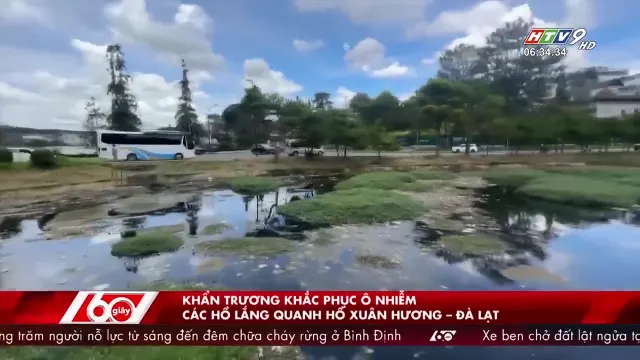 HTV9 HD
06:34:34
60 giây
KHẨN TRƯƠNG KHẮC PHỤC Ô NHIỄM
CÁC HỒ LẮNG QUANH HỒ XUÂN HƯƠNG – ĐÀ LẠT
ng trăm người nỗ lực từ sáng đến đêm chữa cháy rừng ở Bình Định 60 Xe ben chở đất lật ngửa tr